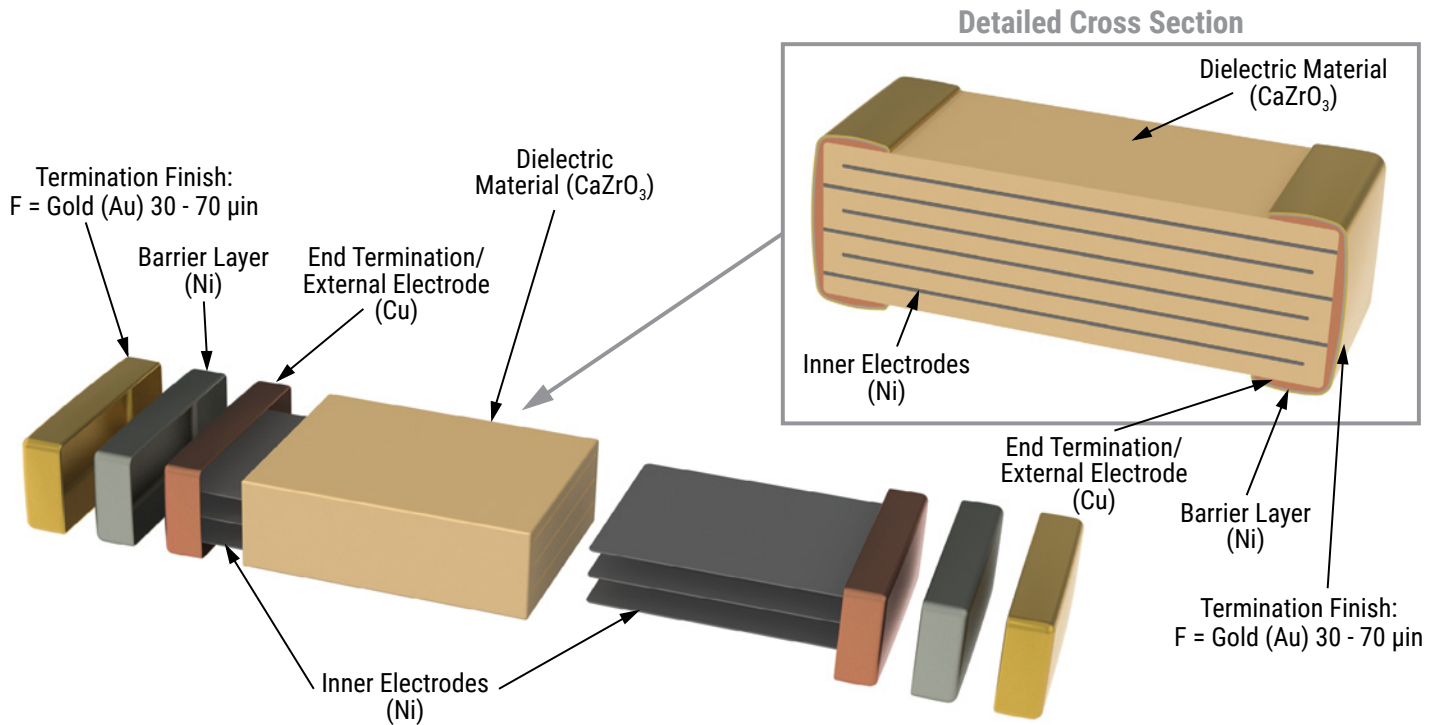 Detailed Cross Section
Dielectric Material
(CaZrO₃)
Inner Electrodes
(Ni)
End Termination/
External Electrode
(Cu)
Barrier Layer
(Ni)
Termination Finish:
F = Gold (Au) 30 - 70 µin
Termination Finish:
F = Gold (Au) 30 - 70 µin
Barrier Layer
(Ni)
End Termination/
External Electrode
(Cu)
Dielectric
Material (CaZrO₃)
Inner Electrodes
(Ni)